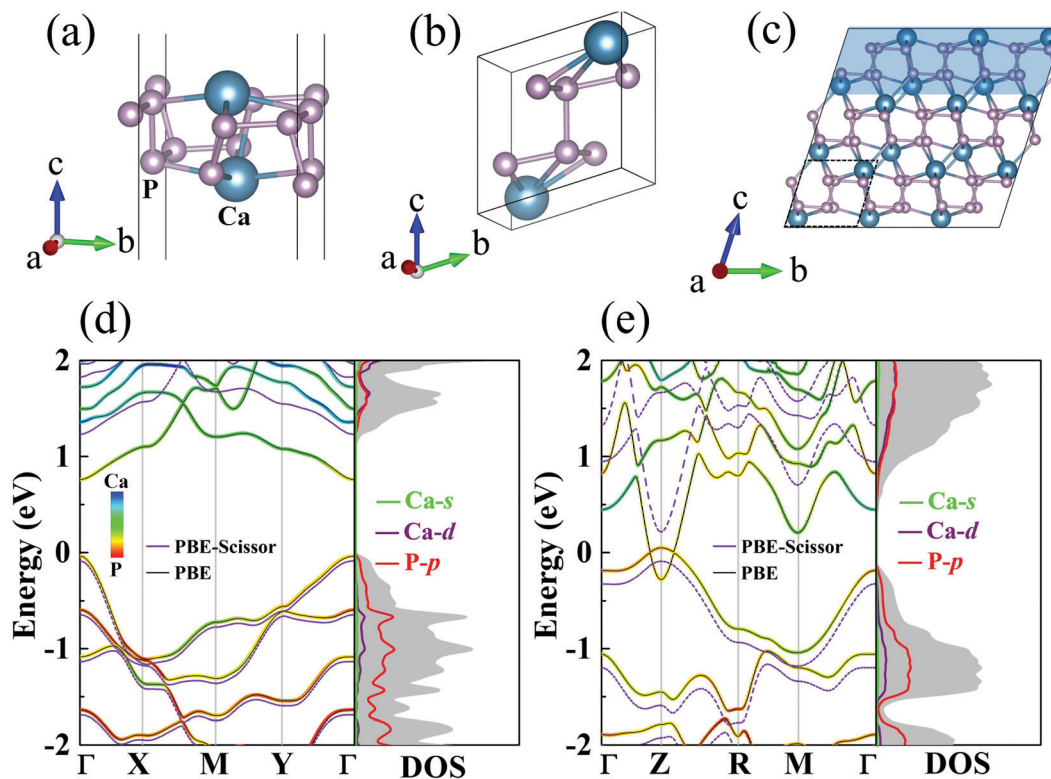 (a)
(b)
(c)
P
Ca
c
b
a
c
b
a
c
b
a
(d)
(e)
Energy (eV)
2
1
0
-1
-2
Ca
P
PBE-Scissor
PBE
Ca-s
Ca-d
P-p
Γ X M Y Γ DOS
Energy (eV)
2
1
0
-1
-2
PBE-Scissor
PBE
Ca-s
Ca-d
P-p
Γ Z R M Γ DOS